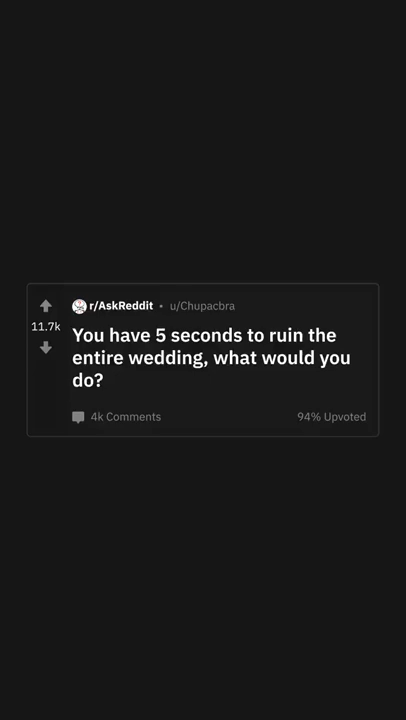 r/AskReddit • u/Chupacbra
11.7k
You have 5 seconds to ruin the
entire wedding, what would you
do?
4k Comments 94% Upvoted